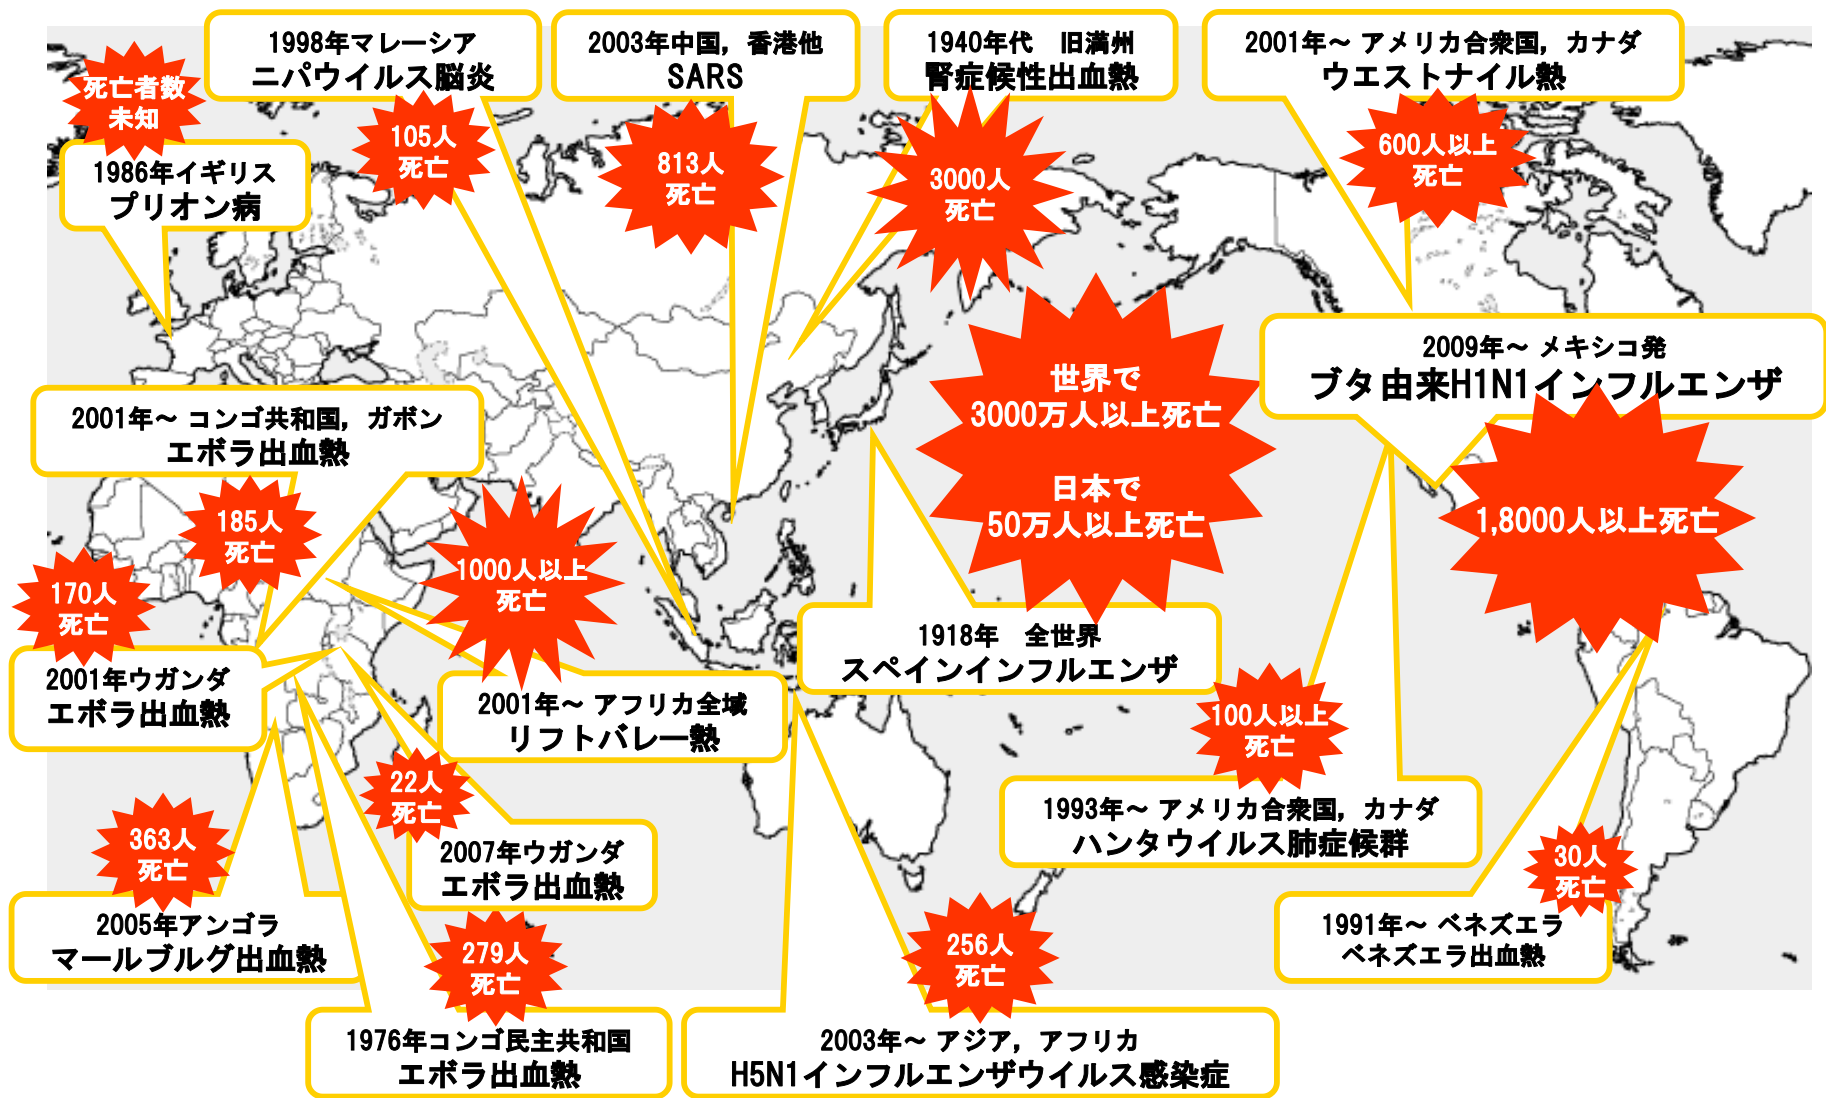 1998年マレーシア
ニパウイルス脳炎
105人
死亡
2003年中国，香港他
SARS
813人
死亡
1940年代　旧満州
腎症候性出血熱
3000人
死亡
2001年～ アメリカ合衆国，カナダ
ウエストナイル熱
600人以上
死亡
死亡者数
未知
1986年イギリス
プリオン病
世界で
3000万人以上死亡
日本で
50万人以上死亡
1918年　全世界
スペインインフルエンザ
2009年～ メキシコ発
ブタ由来H1N1インフルエンザ
1,8000人以上死亡
2001年～ コンゴ共和国，ガボン
エボラ出血熱
185人
死亡
170人
死亡
2001年ウガンダ
エボラ出血熱
1000人以上
死亡
2001年～ アフリカ全域
リフトバレー熱
100人以上
死亡
1993年～ アメリカ合衆国，カナダ
ハンタウイルス肺症候群
22人
死亡
2007年ウガンダ
エボラ出血熱
363人
死亡
2005年アンゴラ
マールブルグ出血熱
30人
死亡
1991年～ ベネズエラ
ベネズエラ出血熱
279人
死亡
1976年コンゴ民主共和国
エボラ出血熱
256人
死亡
2003年～ アジア，アフリカ
H5N1インフルエンザウイルス感染症